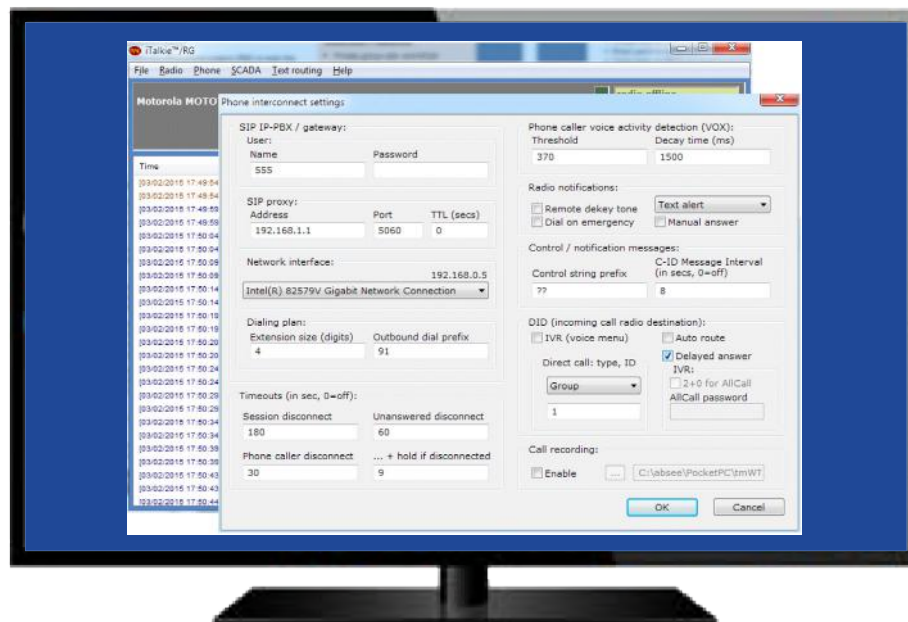 iTalkie™/RG
File Radio Phone SCADA Text routing Help
Motorola MOTO
radio offline
Phone interconnect settings
SIP IP-PBX / gateway:
User:
Name Password
555
SIP proxy:
Address Port TTL (secs)
192.168.1.1 5060 0
Network interface:
192.168.0.5
Intel(R) 82579V Gigabit Network Connection
Dialing plan:
Extension size (digits) Outbound dial prefix
4 91
Timeouts (in sec, 0=off):
Session disconnect Unanswered disconnect
180 60
Phone caller disconnect ... + hold if disconnected
30 9
Phone caller voice activity detection (VOX):
Threshold Decay time (ms)
370 1500
Radio notifications:
Remote dekey tone Text alert
Dial on emergency Manual answer
Control / notification messages:
C-ID Message Interval
Control string prefix (in secs, 0=off)
?? 8
DID (incoming call radio destination):
IVR (voice menu) Auto route
Delayed answer
Direct call: type, ID IVR:
Group 2+0 for AllCall
AllCall password
1
Call recording:
Enable ... C:\absee\PocketPC\tmWT
OK Cancel
Time
[03/02/2015 17:49:54
[03/02/2015 17:49:54
[03/02/2015 17:49:59
[03/02/2015 17:49:59
[03/02/2015 17:50:04
[03/02/2015 17:50:04
[03/02/2015 17:50:09
[03/02/2015 17:50:09
[03/02/2015 17:50:14
[03/02/2015 17:50:14
[03/02/2015 17:50:19
[03/02/2015 17:50:19
[03/02/2015 17:50:20
[03/02/2015 17:50:20
[03/02/2015 17:50:24
[03/02/2015 17:50:24
[03/02/2015 17:50:29
[03/02/2015 17:50:29
[03/02/2015 17:50:34
[03/02/2015 17:50:34
[03/02/2015 17:50:39
[03/02/2015 17:50:39
[03/02/2015 17:50:43
[03/02/2015 17:50:43
[03/02/2015 17:50:44